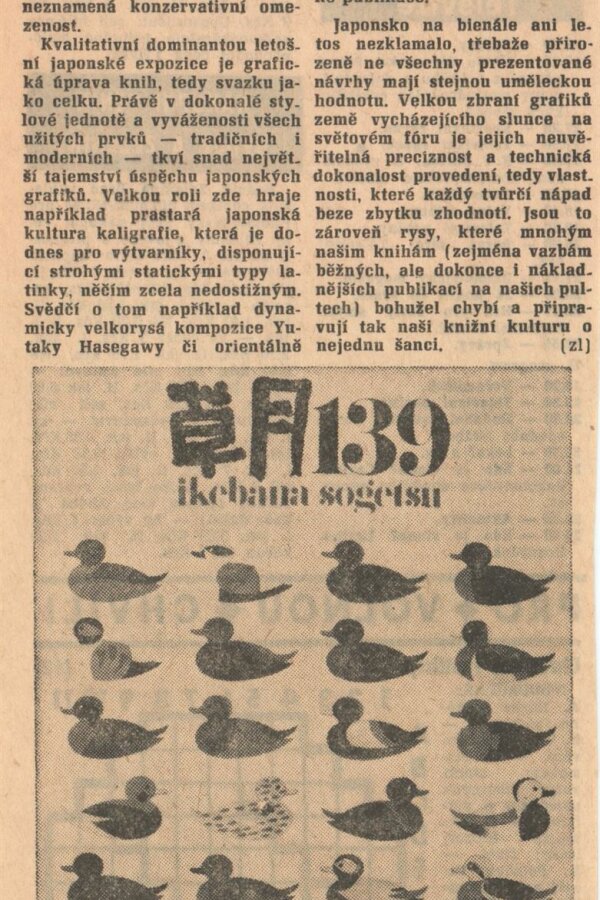 neznamená konzervativní ome-
zenost.
Kvalitativní dominantou letoš-
ní japonské expozice je grafic-
ká úprava knih, tedy svazku ja-
ko celku. Právě v dokonalé sty-
lové jednotě a vyváženosti všech
užitých prvků — tradičních i
moderních — tkví snad největ-
ší tajemství úspěchu japonských
grafiků. Velkou roli zde hraje
například prastará japonská
kultura kaligrafie, která je do-
dnes pro výtvarníky, disponují-
cí strohými statickými typy la-
tinky, něčím zcela nedostižným.
Svědčí o tom například dyna-
micky velkorysá kompozice Yu-
taky Hasegawy či orientálně
Japonsko na bienále ani le-
tos nezklamalo, třebaže přiro-
zeně ne všechny prezentované
návrhy mají stejnou uměleckou
hodnotu. Velkou zbraní grafiků
země vycházejícího slunce na
světovém fóru je jejich neuvě-
řitelná preciznost a technická
dokonalost provedení, tedy vlast-
nosti, které každý tvůrčí nápad
beze zbytku zhodnotí. Jsou to
zároveň rysy, které mnohým
našim knihám (zejména vazbám
běžných, ale dokonce i náklad-
nějších publikací na našich pul-
tech) bohužel chybí a připra-
vují tak naši knižní kulturu o
nejednu šanci. (zl)
草月139
ikebana sogetsu